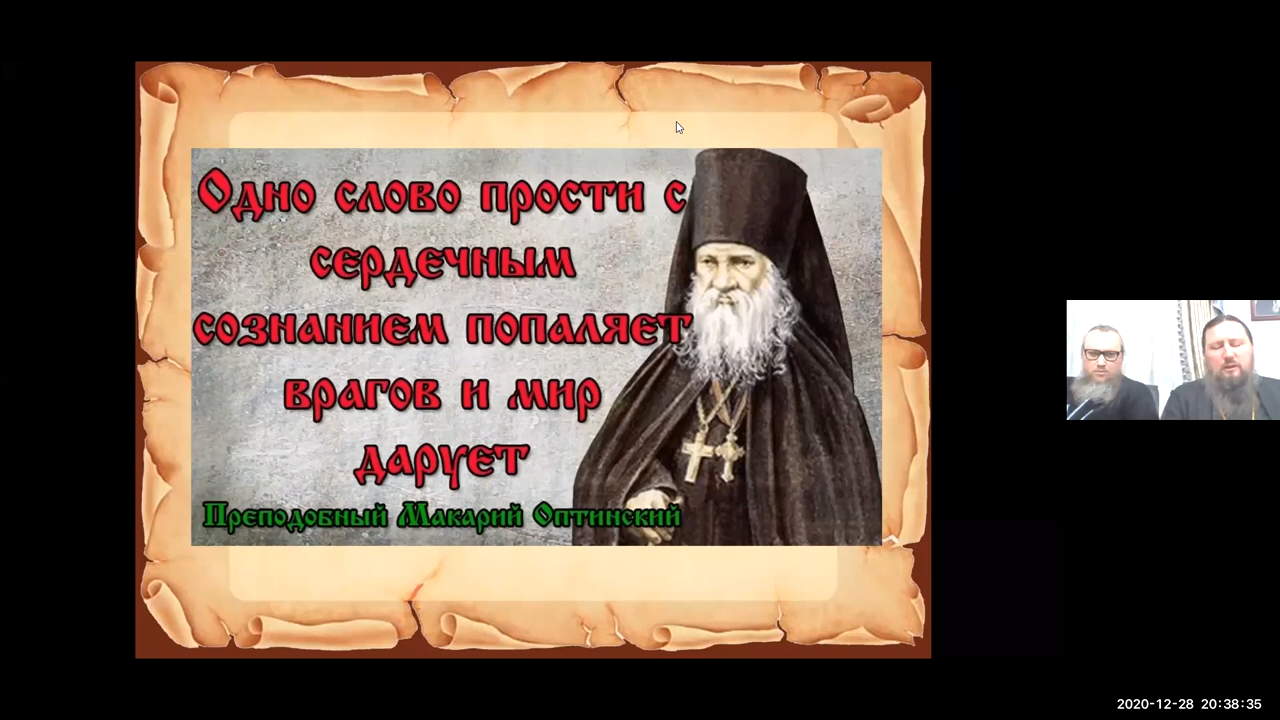 Одно слово прости с
сердечным
сознанием попаляет
врагов и мир
дарует
Преподобный Макарий Оптинский
2020-12-28 20:38:35